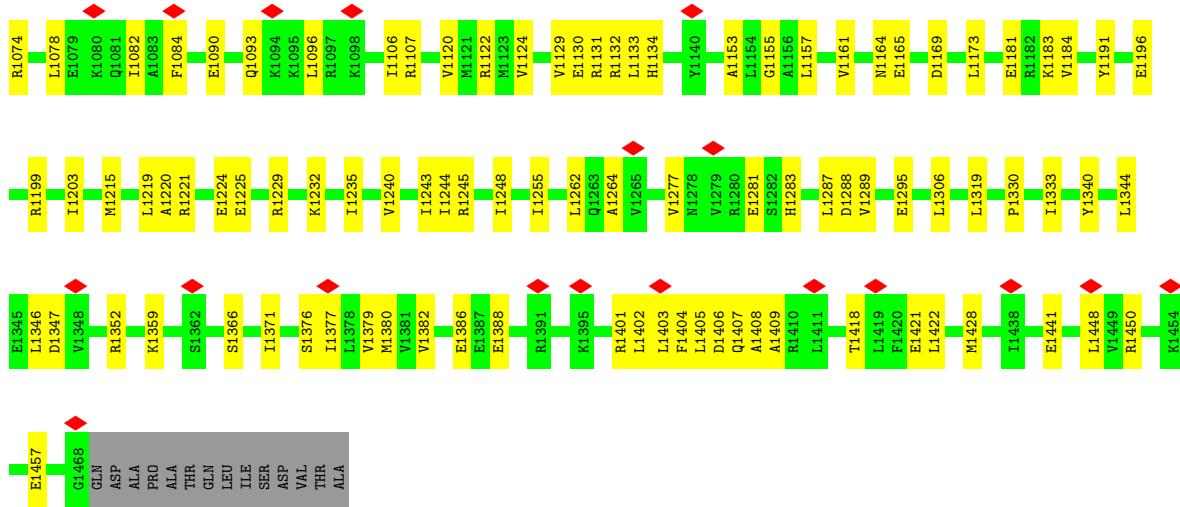 R1074 L1078 E1079 K1080 Q1081 I1082 A1083 F1084 E1090 Q1093 K1094 K1095 L1096 R1097 K1098 I1106 R1107 V1120 M1121 R1122 M1123 V1124 V1129 E1130 R1131 R1132 L1133 H1134 Y1140 A1153 L1154 G1155 A1156 L1157 V1161 N1164 E1165 D1169 L1173 E1181 R1182 K1183 V1184 Y1191 E1196
R1199 I1203 M1215 L1219 A1220 R1221 E1224 E1225 R1229 K1232 I1235 V1240 I1243 I1244 R1245 I1248 I1255 L1262 Q1263 A1264 V1265 V1277 N1278 V1279 R1280 E1281 S1282 H1283 L1287 D1288 V1289 E1295 L1306 L1319 P1330 I1333 Y1340 L1344
E1345 L1346 D1347 V1348 R1352 K1359 S1362 S1366 I1371 S1376 I1377 L1378 V1379 M1380 V1381 V1382 E1386 E1387 E1388 R1391 K1395 R1401 L1402 L1403 F1404 L1405 D1406 Q1407 A1408 A1409 R1410 L1411 T1418 L1419 F1420 E1421 L1422 M1428 I1438 E1441 L1448 V1449 R1450 K1454
E1457 G1468 GLN ASP ALA PRO ALA THR GLN LEU ILE SER ASP VAL THR ALA